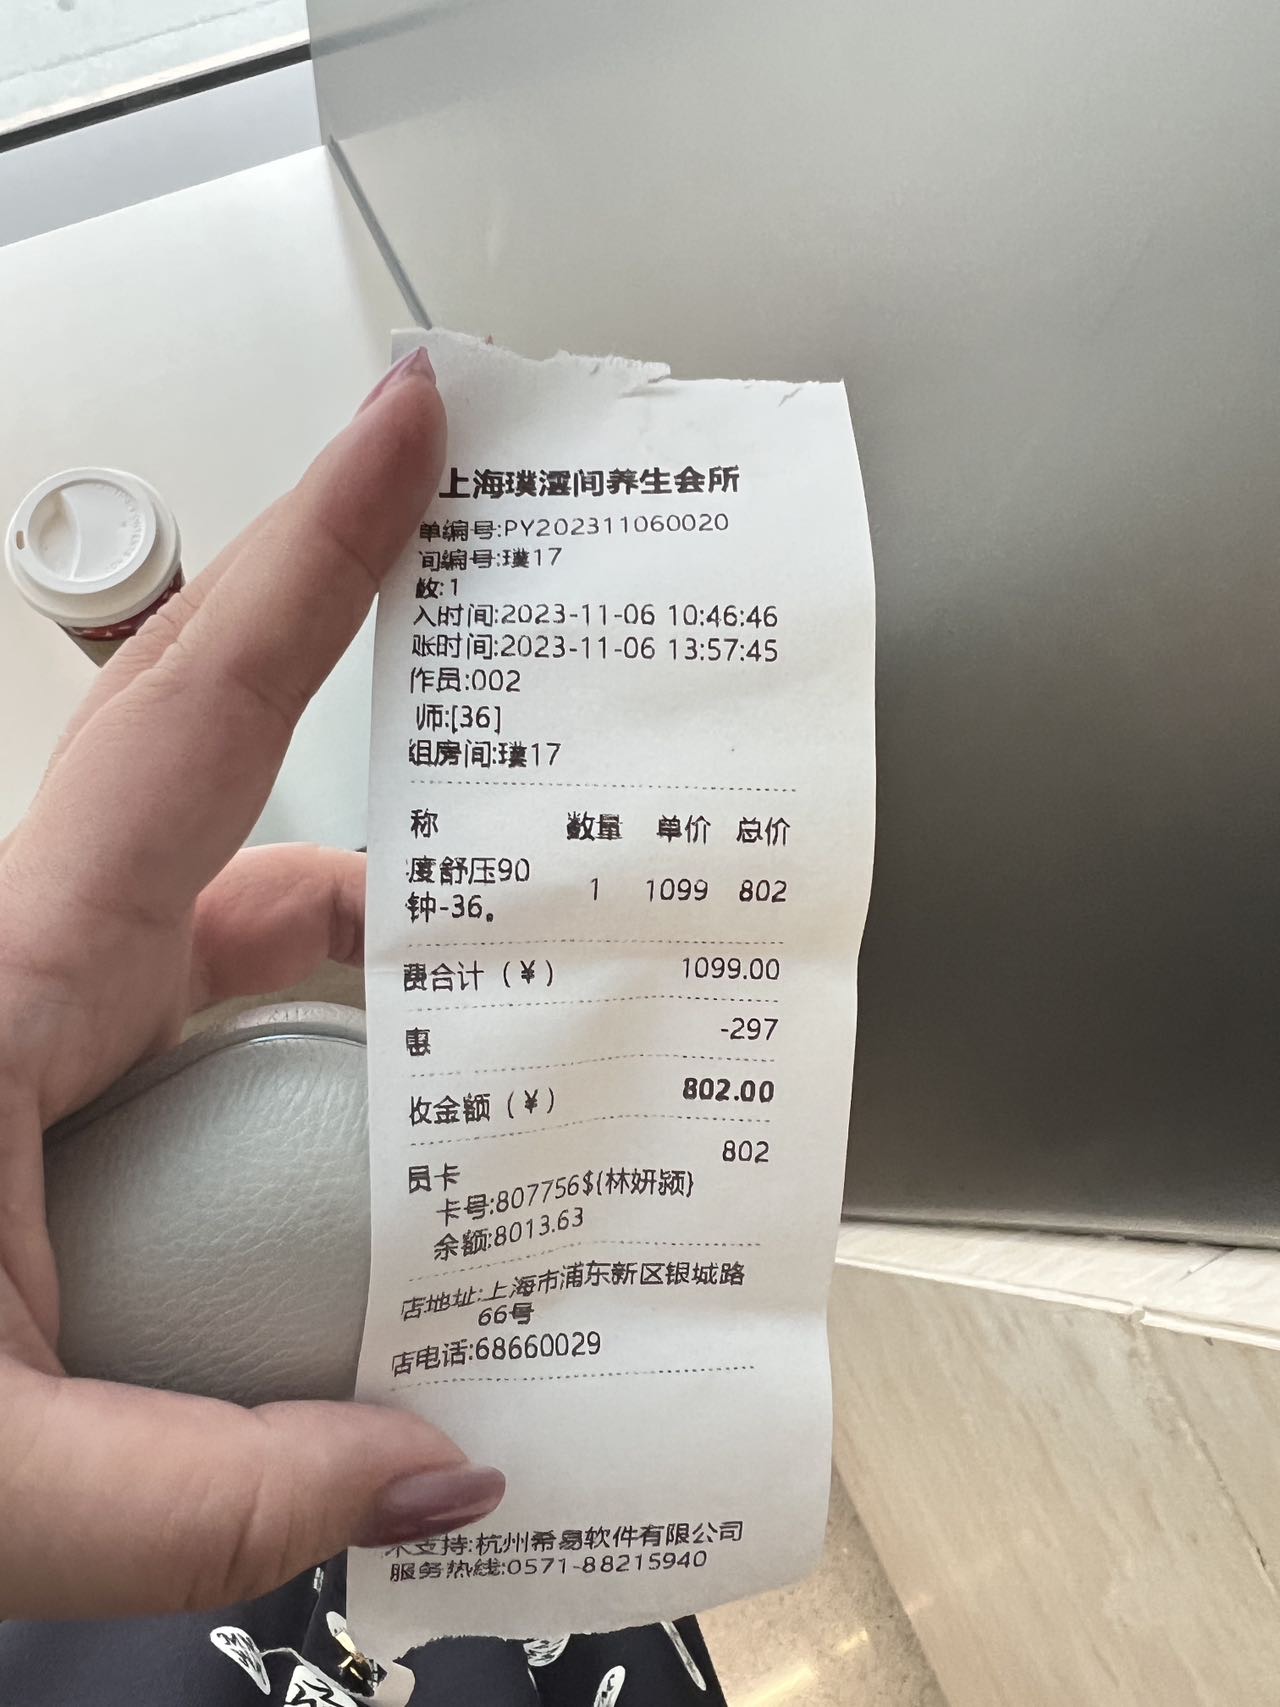 上海璞澐间养生会所
单编号:PY202311060020
间编号:璞17
数:1
入时间:2023-11-06 10:46:46
账时间:2023-11-06 13:57:45
作员:002
师:[36]
组房间:璞17
称 数量 单价 总价
度舒压90
钟-36。 1 1099 802
费合计（¥） 1099.00
惠 -297
收金额（¥） 802.00
员卡 802
卡号:807756$(林妍颍)
余额:8013.63
店地址:上海市浦东新区银城路
66号
店电话:68660029
术支持:杭州希易软件有限公司
服务热线:0571-88215940